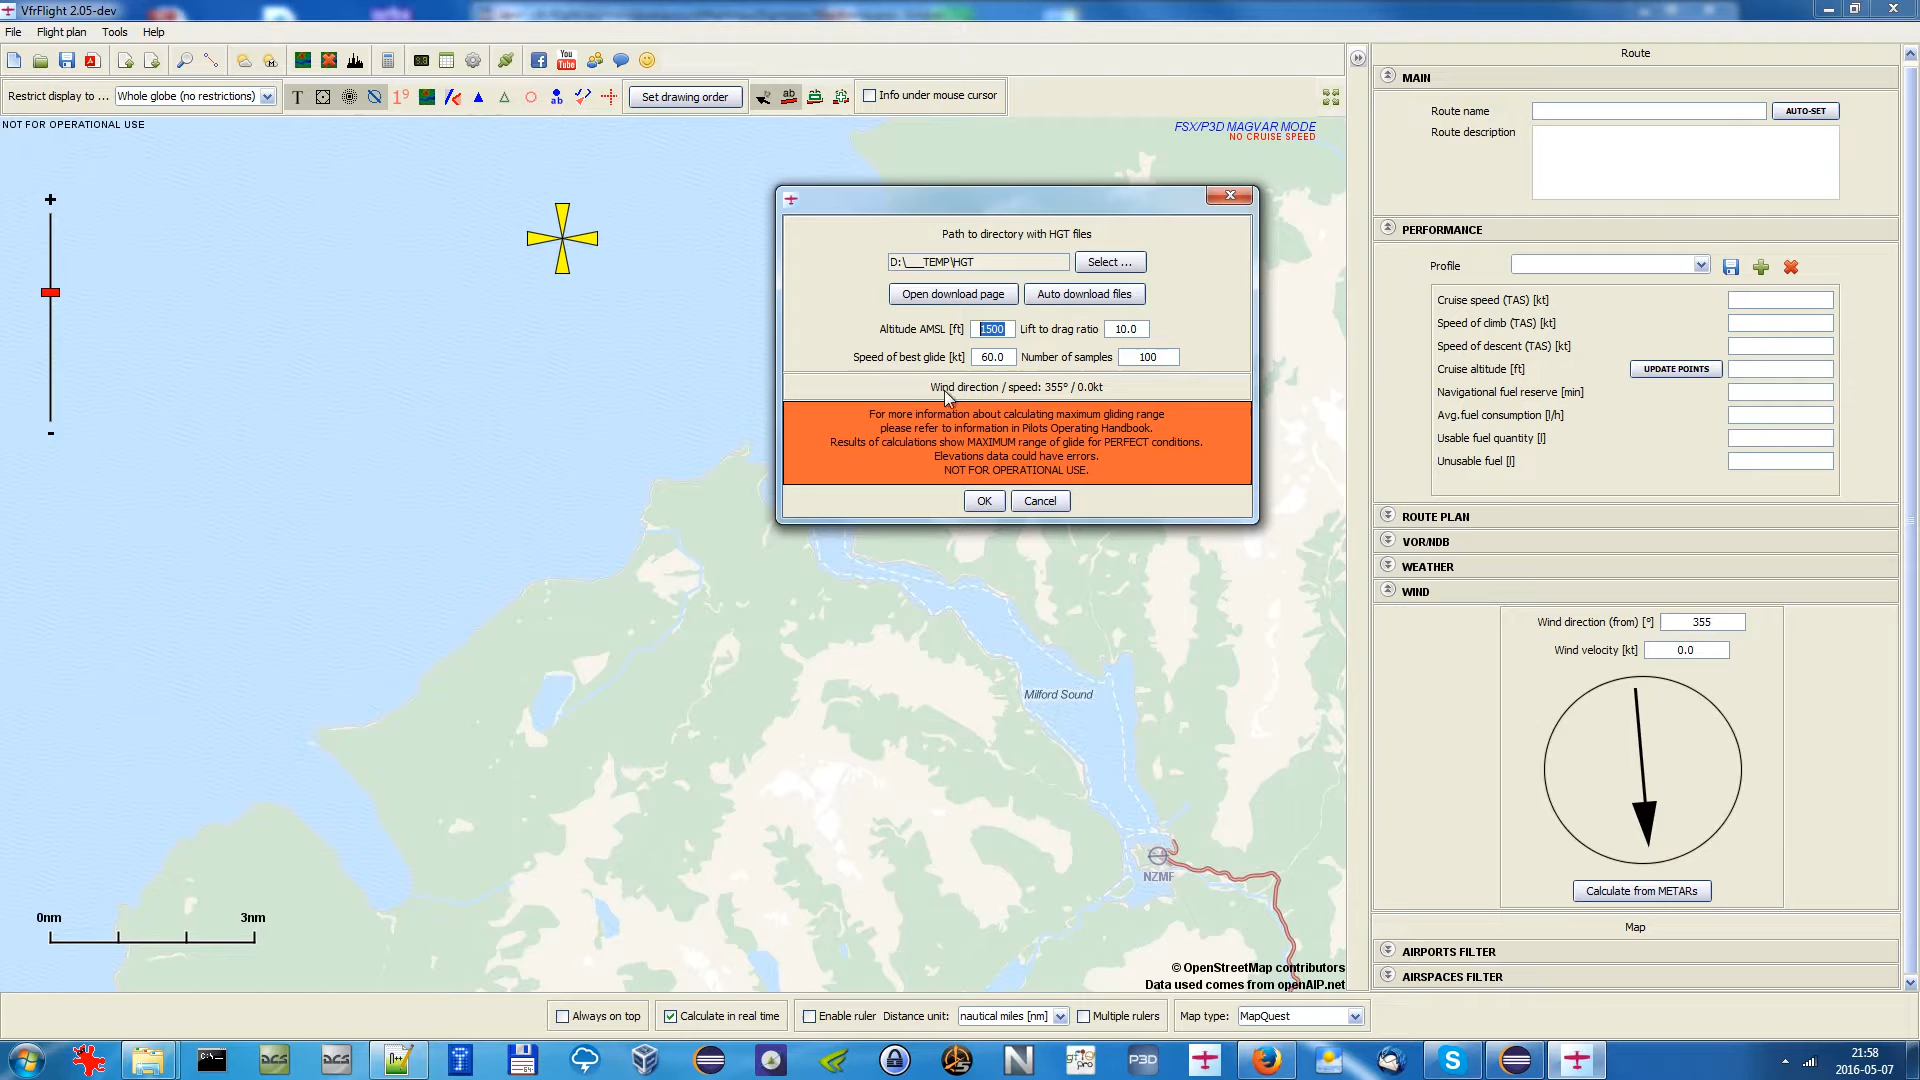 VfrFlight 2.05-dev
File Flight plan Tools Help
Restrict display to ... Whole globe (no restrictions) Set drawing order Info under mouse cursor
NOT FOR OPERATIONAL USE
FSX/P3D MAGVAR MODE
NO CRUISE SPEED
+
-
Path to directory with HGT files
D:\___TEMP\HGT Select ...
Open download page Auto download files
Altitude AMSL [ft] 1500 Lift to drag ratio 10.0
Speed of best glide [kt] 60.0 Number of samples 100
Wind direction / speed: 355° / 0.0kt
For more information about calculating maximum gliding range
please refer to information in Pilots Operating Handbook.
Results of calculations show MAXIMUM range of glide for PERFECT conditions.
Elevations data could have errors.
NOT FOR OPERATIONAL USE.
OK Cancel
Milford Sound
NZMF
0nm 3nm
© OpenStreetMap contributors
Data used comes from openAIP.net
Route
MAIN
Route name AUTO-SET
Route description
PERFORMANCE
Profile
Cruise speed (TAS) [kt]
Speed of climb (TAS) [kt]
Speed of descent (TAS) [kt]
Cruise altitude [ft] UPDATE POINTS
Navigational fuel reserve [min]
Avg.fuel consumption [l/h]
Usable fuel quantity [l]
Unusable fuel [l]
ROUTE PLAN
VOR/NDB
WEATHER
WIND
Wind direction (from) [°] 355
Wind velocity [kt] 0.0
Calculate from METARs
Map
AIRPORTS FILTER
AIRSPACES FILTER
Always on top Calculate in real time Enable ruler Distance unit: nautical miles [nm] Multiple rulers Map type: MapQuest
21:58
2016-05-07